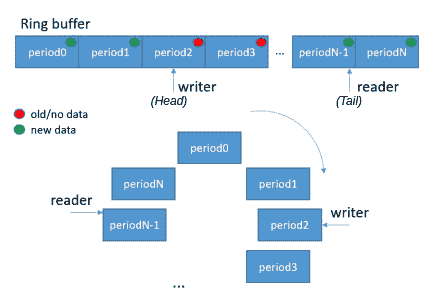 Ring buffer
period0 period1 period2 period3 ... periodN-1 periodN
writer reader
(Head) (Tail)
old/no data
new data
period0
periodN period1
reader
writer
periodN-1 period2
period3
...